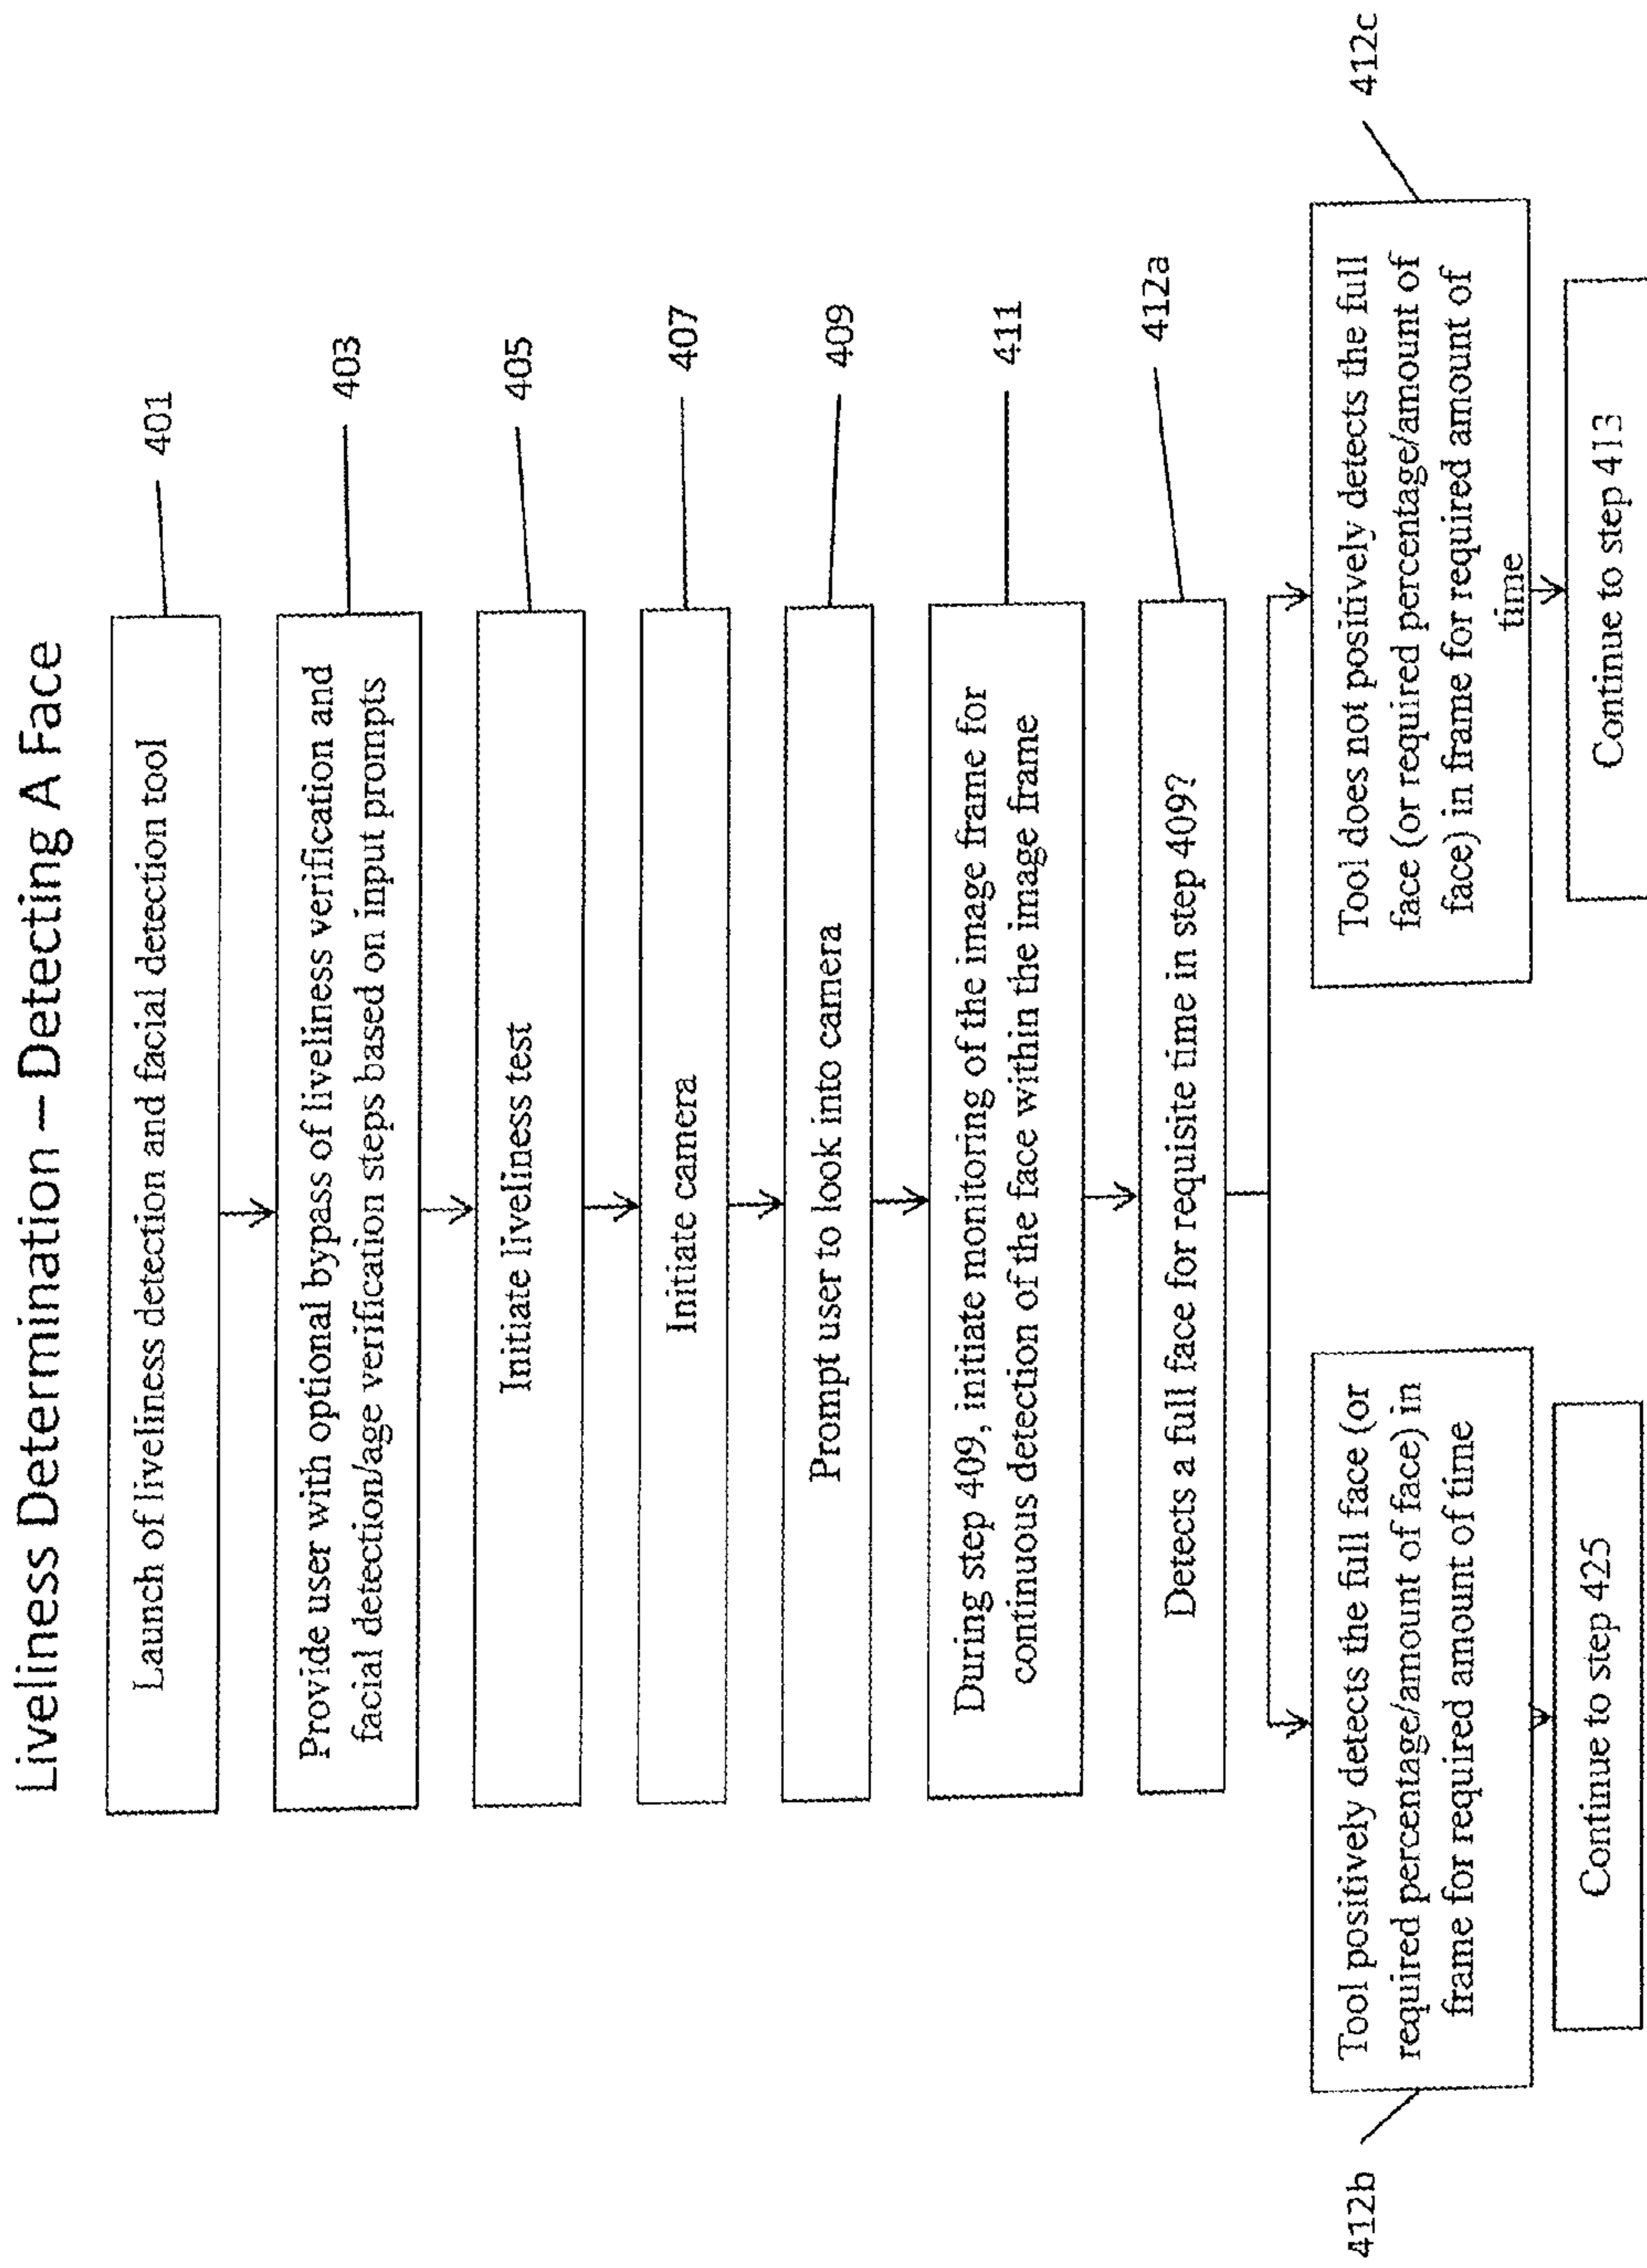 Liveliness Determination – Detecting A Face
Launch of liveliness detection and facial detection tool
401
Provide user with optional bypass of liveliness verification and
facial detection/age verification steps based on input prompts
403
Initiate liveliness test
405
Initiate camera
407
Prompt user to look into camera
409
During step 409, initiate monitoring of the image frame for
continuous detection of the face within the image frame
411
Detects a full face for requisite time in step 409?
412a
412b
Tool positively detects the full face (or
required percentage/amount of face) in
frame for required amount of time
Continue to step 425
Tool does not positively detects the full
face (or required percentage/amount of
face) in frame for required amount of
time
412c
Continue to step 413